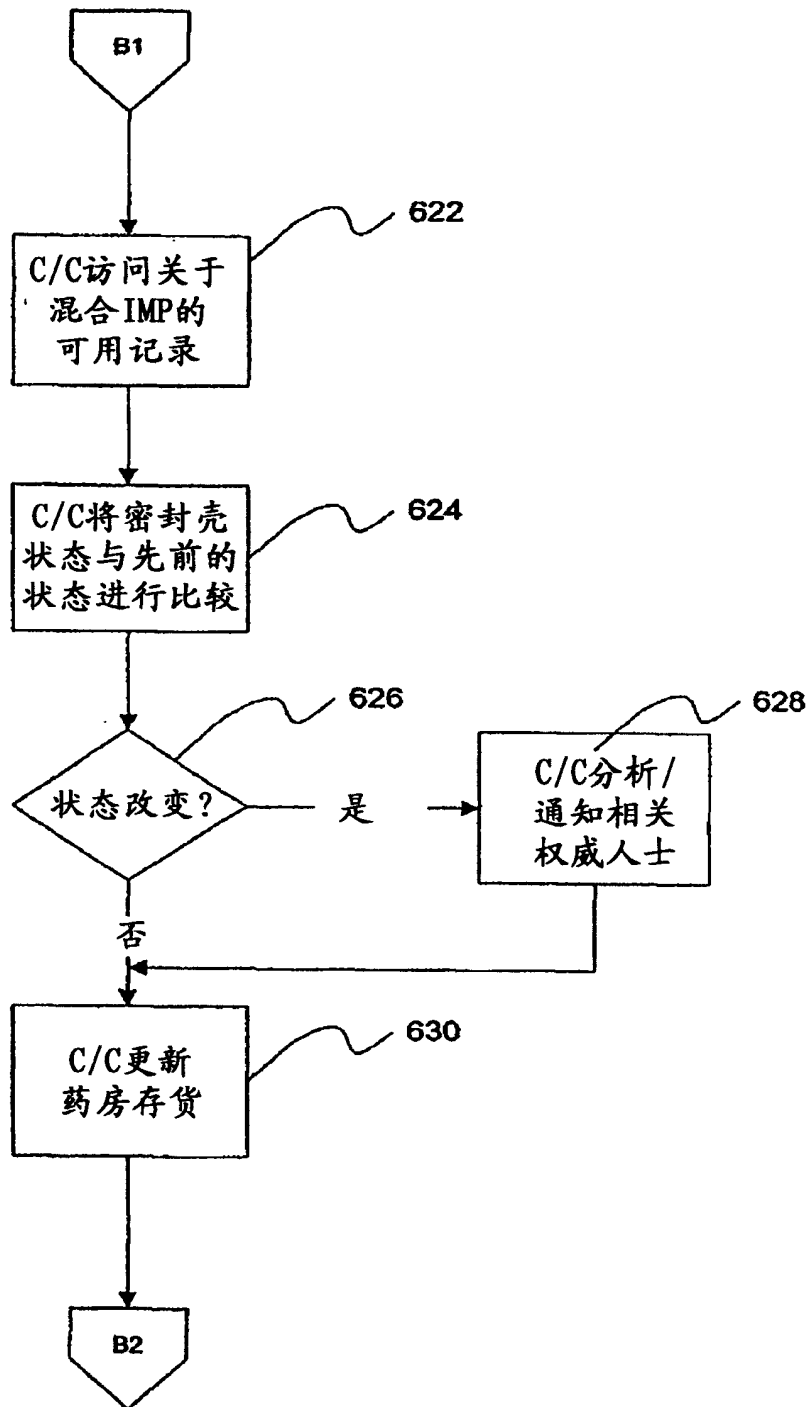 B1
622
C/C访问关于
混合IMP的
可用记录
624
C/C将密封壳
状态与先前的
状态进行比较
626
628
状态改变?
是
C/C分析/
通知相关
权威人士
否
630
C/C更新
药房存货
B2